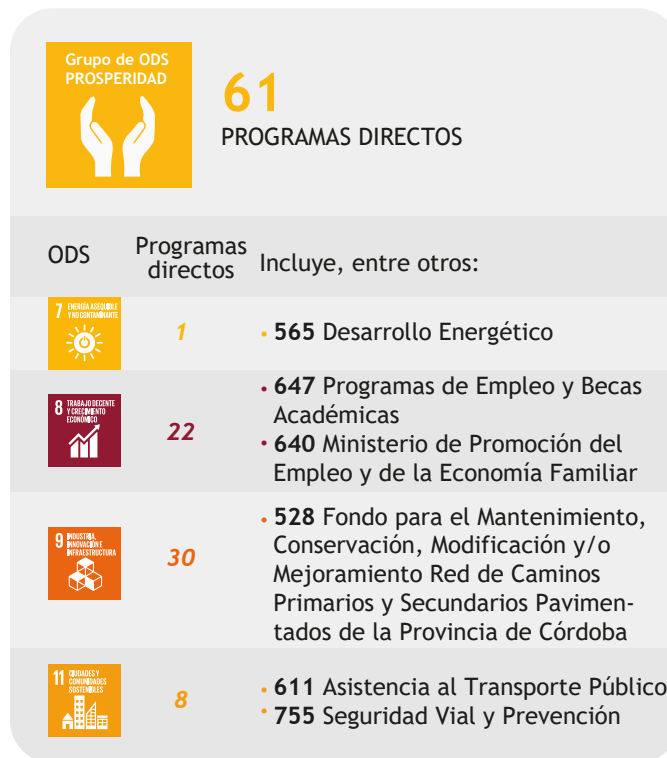 Grupo de ODS
PROSPERIDAD
61
PROGRAMAS DIRECTOS
ODS
Programas
directos
Incluye, entre otros:
7 ENERGÍA ASEQUIBLE
Y NO CONTAMINANTE
1
• 565 Desarrollo Energético
8 TRABAJO DECENTE
Y CRECIMIENTO
ECONÓMICO
22
• 647 Programas de Empleo y Becas
Académicas
• 640 Ministerio de Promoción del
Empleo y de la Economía Familiar
9 INDUSTRIA,
INNOVACIÓN E
INFRAESTRUCTURA
30
• 528 Fondo para el Mantenimiento,
Conservación, Modificación y/o
Mejoramiento Red de Caminos
Primarios y Secundarios Pavimen-
tados de la Provincia de Córdoba
11 CIUDADES Y
COMUNIDADES
SOSTENIBLES
8
• 611 Asistencia al Transporte Público
• 755 Seguridad Vial y Prevención